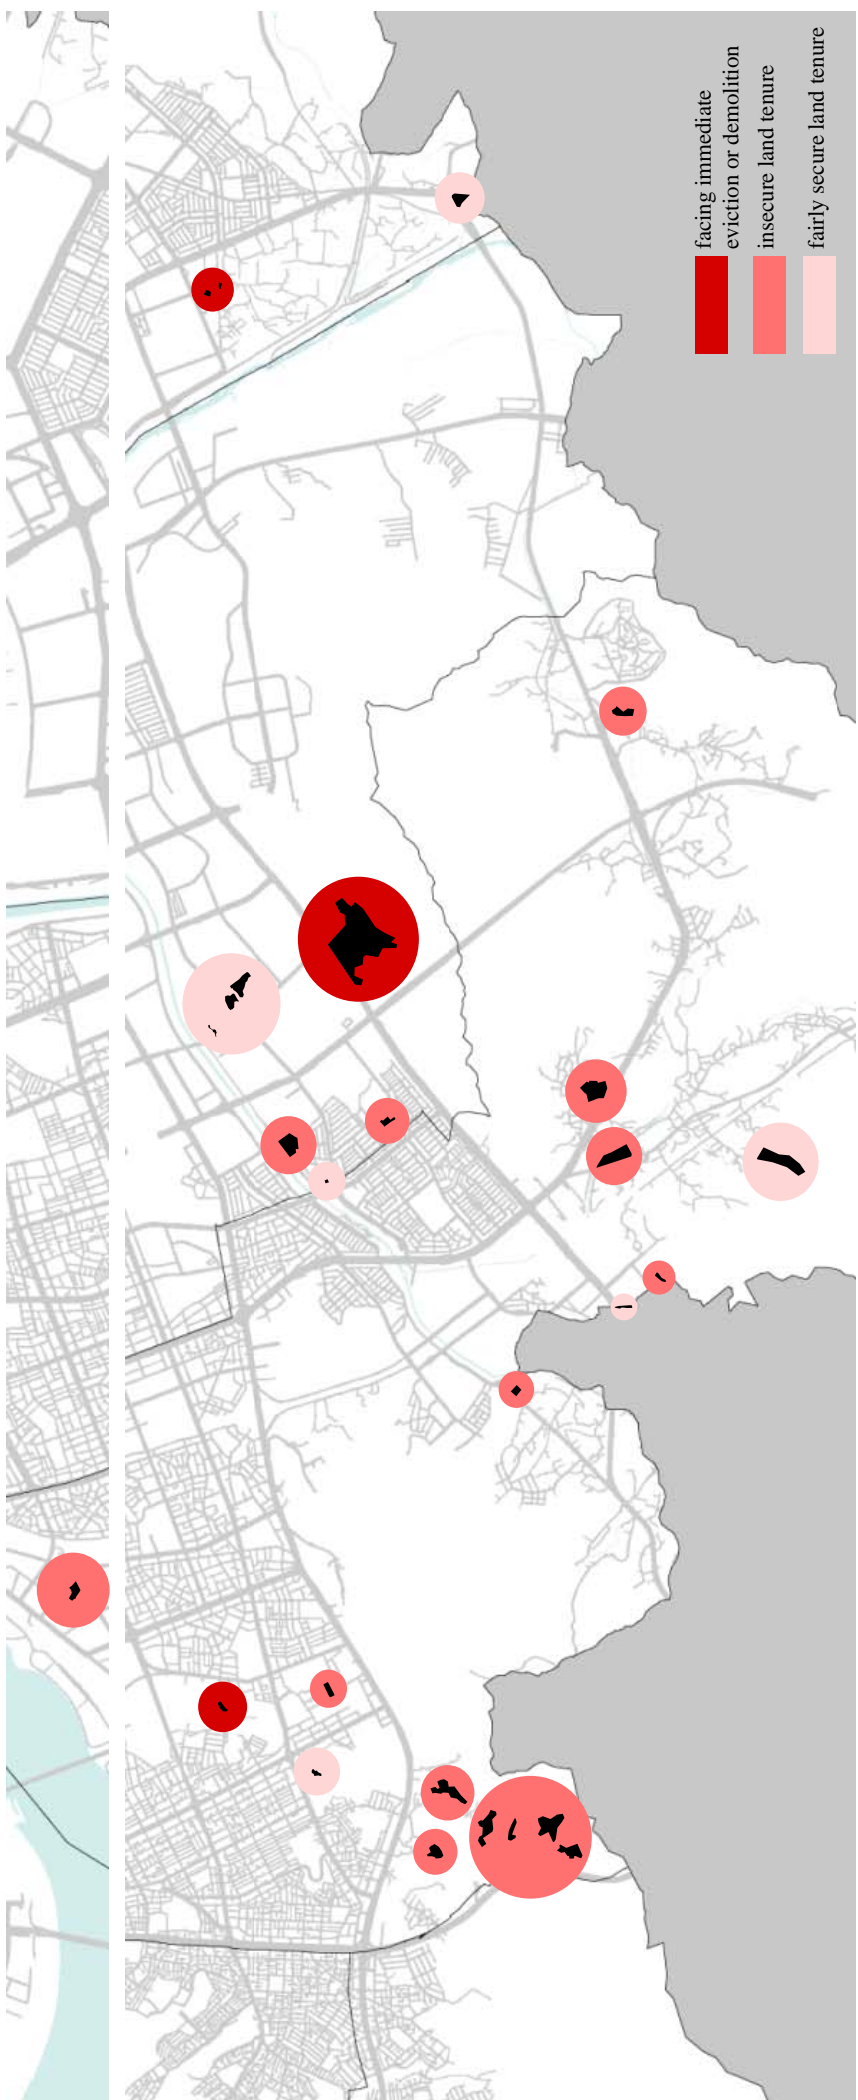 facing immediate
eviction or demolition
insecure land tenure
fairly secure land tenure